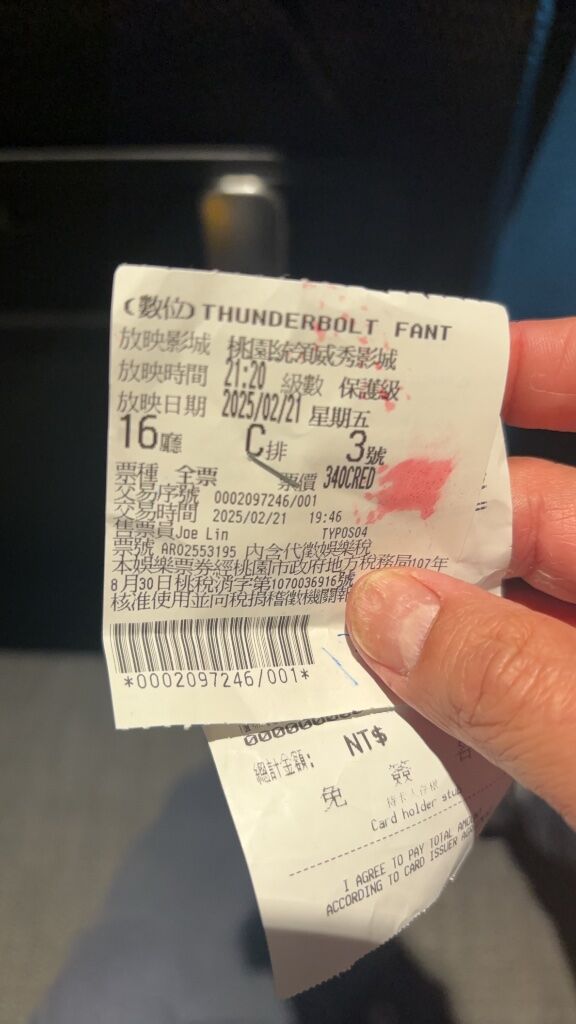 (數位)THUNDERBOLT FANT
放映影城 桃園統領威秀影城
放映時間 21:20 級數 保護級
放映日期 2025/02/21 星期五
16廳 C排 3號
票種 全票 票價 340CRED
交易序號 0002097246/001
交易時間 2025/02/21 19:46
售票員Joe Lin TYPOS04
票號 AR02553195 內含代徵娛樂稅
本娛樂票券經桃園市政府地方稅務局107年
8月30日桃稅消字第1070036916號
核准使用並向稅捐稽徵機關
*0002097246/001*
總計金額: NT$
免 簽
Card holder
I AGREE TO PAY TOTAL
ACCORDING TO CARD ISSUER